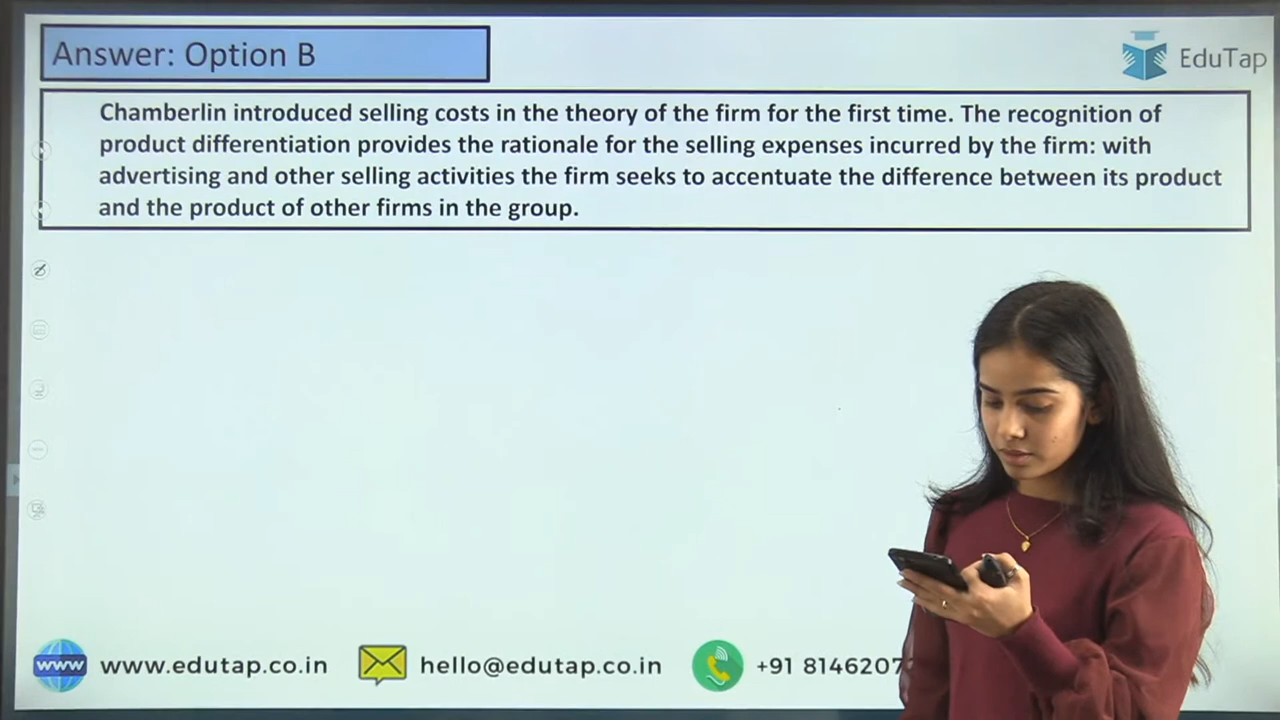 Answer: Option B
EduTap
Chamberlin introduced selling costs in the theory of the firm for the first time. The recognition of
product differentiation provides the rationale for the selling expenses incurred by the firm: with
advertising and other selling activities the firm seeks to accentuate the difference between its product
and the product of other firms in the group.
www www.edutap.co.in hello@edutap.co.in +91 8146207